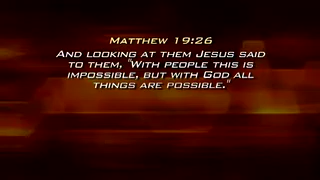 Matthew 19:26
And looking at them Jesus said
to them, "With people this is
impossible, but with God all
things are possible."